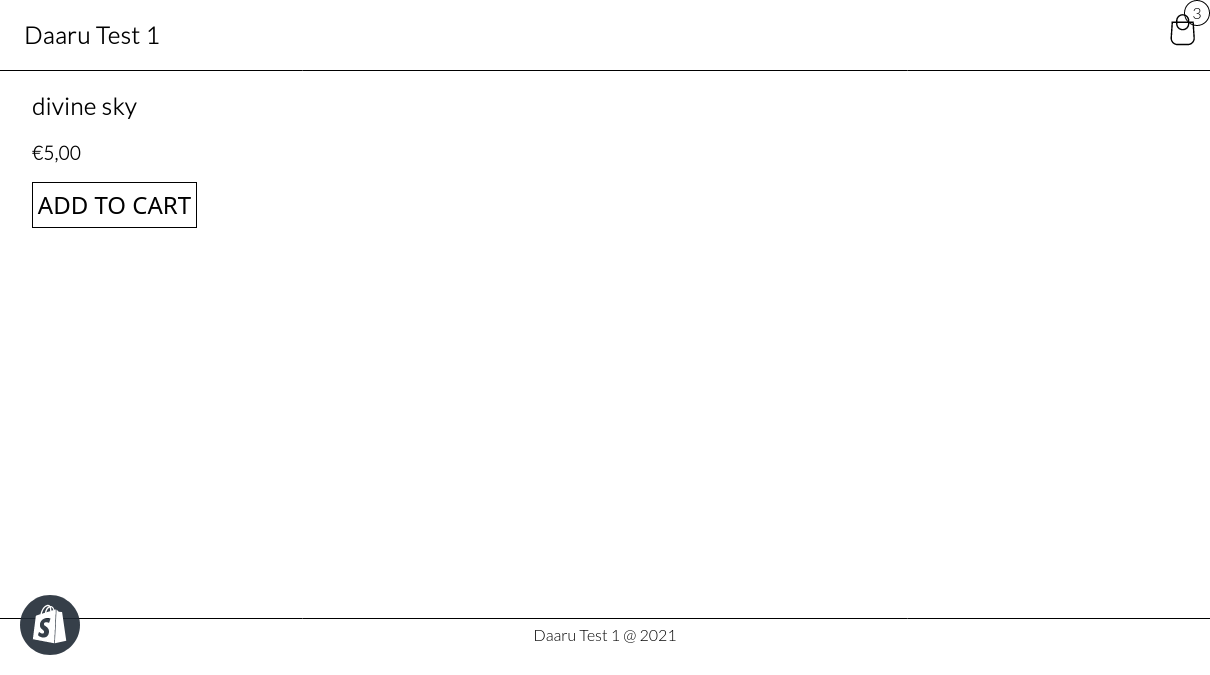 Daaru Test 1
3
divine sky
€5,00
ADD TO CART
S
Daaru Test 1 @ 2021